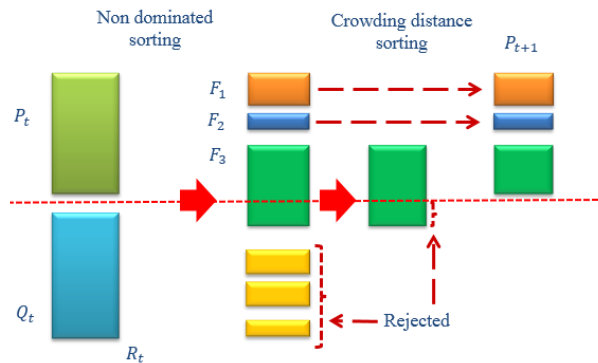 Non dominated
sorting
Crowding distance
sorting
P_{t+1}
P_t
F_1
F_2
F_3
Q_t
R_t
Rejected